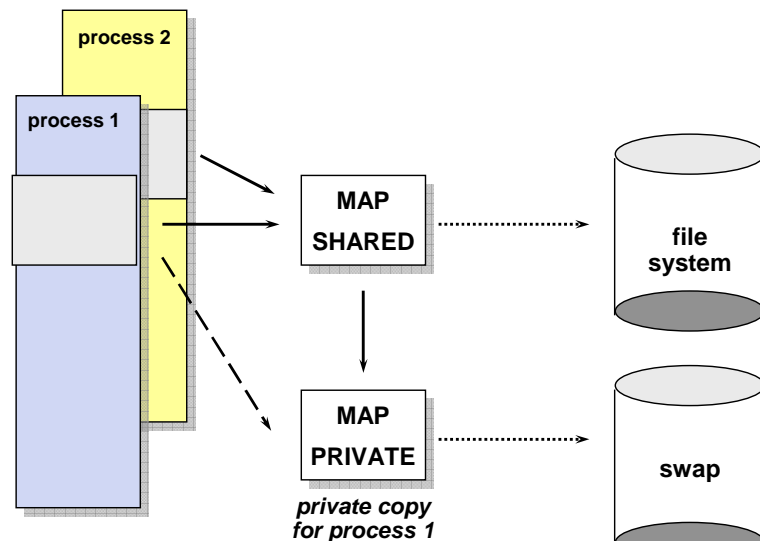 process 2
process 1
MAP
SHARED
file
system
MAP
PRIVATE
swap
private copy
for process 1